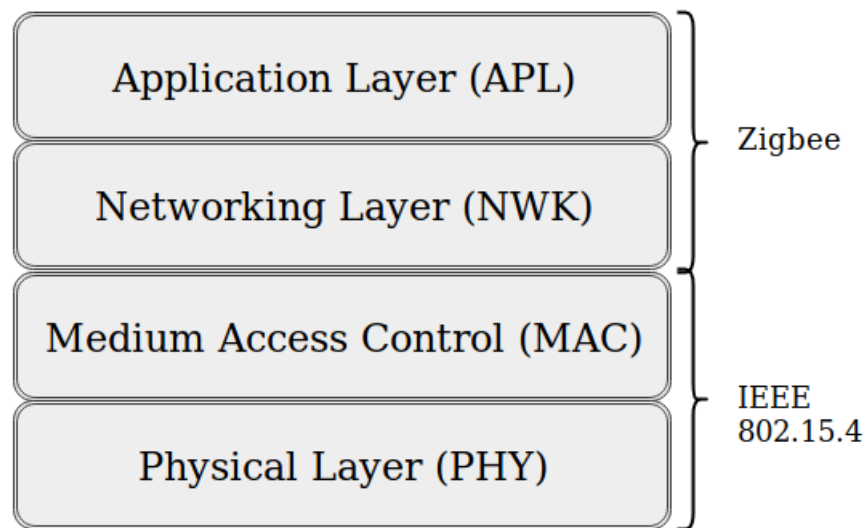 Application Layer (APL)
Zigbee
Networking Layer (NWK)
Medium Access Control (MAC)
IEEE
802.15.4
Physical Layer (PHY)